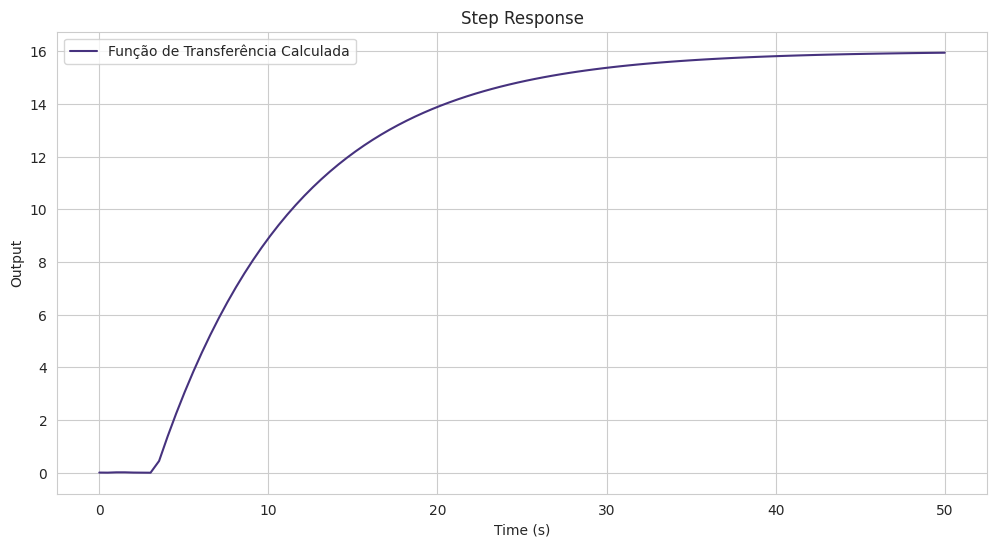 Step Response
Função de Transferência Calculada
Output
16
14
12
10
8
6
4
2
0
0 10 20 30 40 50
Time (s)